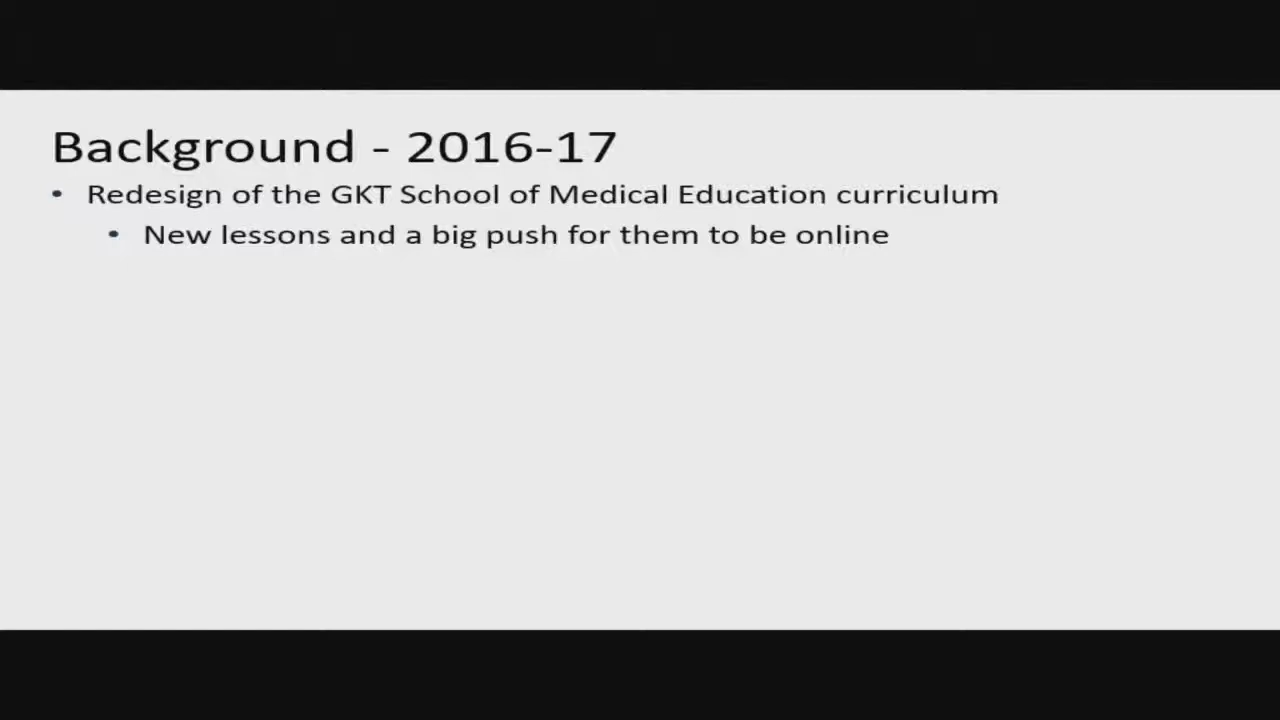 Background - 2016-17
• Redesign of the GKT School of Medical Education curriculum
• New lessons and a big push for them to be online